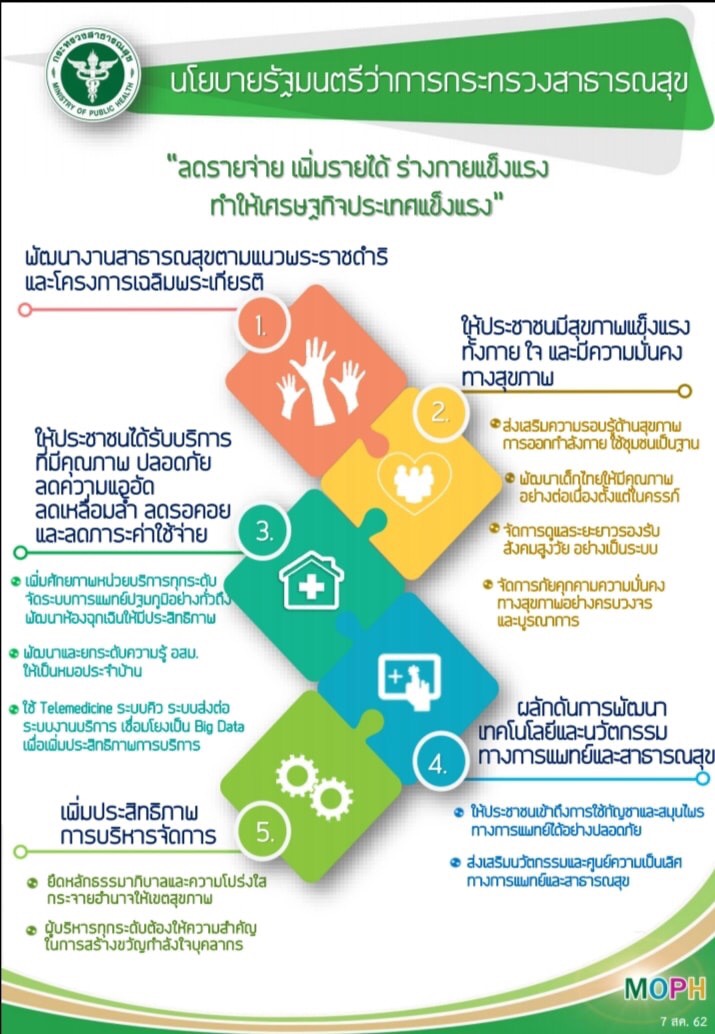 กระทรวงสาธารณสุข
MINISTRY OF PUBLIC HEALTH
นโยบายรัฐมนตรีว่าการกระทรวงสาธารณสุข
"ลดรายจ่าย เพิ่มรายได้ ร่างกายแข็งแรง
ทำให้เศรษฐกิจประเทศแข็งแรง"
พัฒนางานสาธารณสุขตามแนวพระราชดำริ
และโครงการเฉลิมพระเกียรติ
1.
ให้ประชาชนมีสุขภาพแข็งแรง
ทั้งกาย ใจ และมีความมั่นคง
ทางสุขภาพ
2.
ส่งเสริมความรอบรู้ด้านสุขภาพ
การออกกำลังกาย ใช้ชุมชนเป็นฐาน
พัฒนาเด็กไทยให้มีคุณภาพ
อย่างต่อเนื่องตั้งแต่ในครรภ์
จัดการดูแลระยะยาวรองรับ
สังคมสูงวัย อย่างเป็นระบบ
จัดการภัยคุกคามความมั่นคง
ทางสุขภาพอย่างครบวงจร
และบูรณาการ
ให้ประชาชนได้รับบริการ
ที่มีคุณภาพ ปลอดภัย
ลดความแออัด
ลดเหลื่อมล้ำ ลดรอคอย
และลดภาระค่าใช้จ่าย
3.
เพิ่มศักยภาพหน่วยบริการทุกระดับ
จัดระบบการแพทย์ปฐมภูมิอย่างทั่วถึง
พัฒนาห้องฉุกเฉินให้มีประสิทธิภาพ
พัฒนาและยกระดับความรู้ อสม.
ให้เป็นหมอประจำบ้าน
ใช้ Telemedicine ระบบคิว ระบบส่งต่อ
ระบบงานบริการ เชื่อมโยงเป็น Big Data
เพื่อเพิ่มประสิทธิภาพการบริการ
ผลักดันการพัฒนา
เทคโนโลยีและนวัตกรรม
ทางการแพทย์และสาธารณสุข
4.
ให้ประชาชนเข้าถึงการใช้กัญชาและสมุนไพร
ทางการแพทย์ได้อย่างปลอดภัย
ส่งเสริมนวัตกรรมและศูนย์ความเป็นเลิศ
ทางการแพทย์และสาธารณสุข
เพิ่มประสิทธิภาพ
การบริหารจัดการ
5.
ยึดหลักธรรมาภิบาลและความโปร่งใส
กระจายอำนาจให้เขตสุขภาพ
ผู้บริหารทุกระดับต้องให้ความสำคัญ
ในการสร้างขวัญกำลังใจบุคลากร
MOPH
7 สค. 62